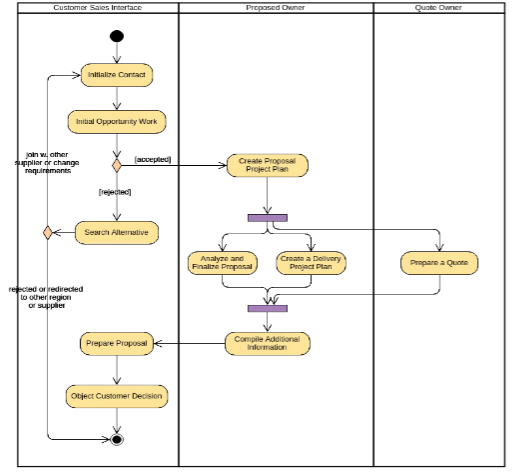 Customer Sales Interface
Proposed Owner
Quote Owner
Initialize Contact
Initial Opportunity Work
[accepted]
join w. other
supplier or change
requirements
Create Proposal
Project Plan
[rejected]
Search Alternative
Analyze and
Finalize Proposal
Create a Delivery
Project Plan
Prepare a Quote
rejected or redirected
to other region
or supplier
Prepare Proposal
Compile Additional
Information
Object Customer Decision